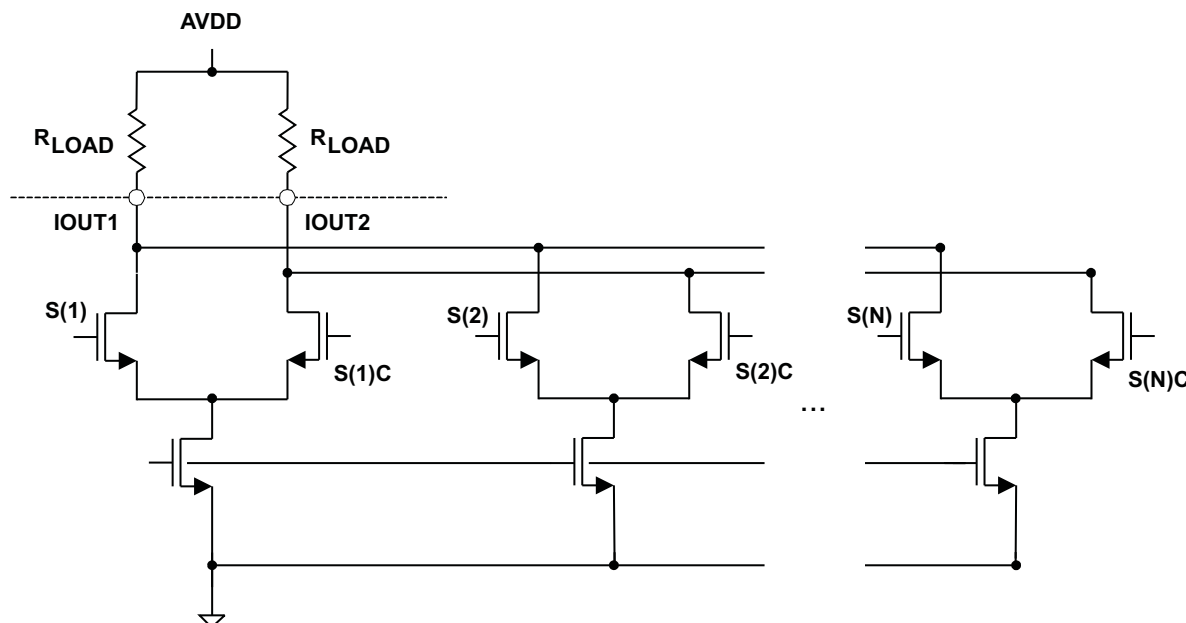 AVDD
RLOAD RLOAD
IOUT1 IOUT2
S(1) S(2) S(N)
S(1)C S(2)C S(N)C
...